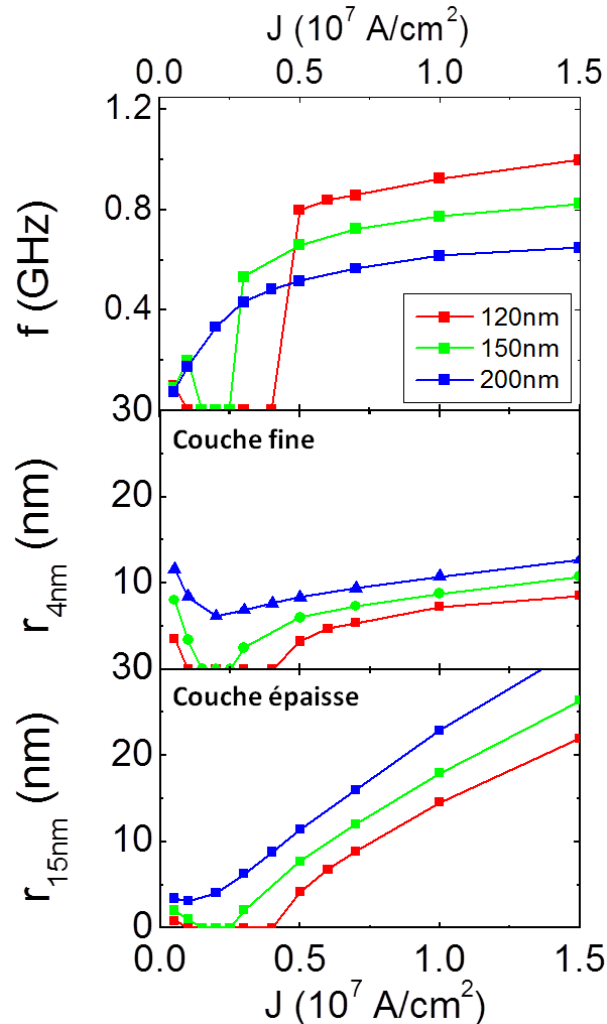 J (10⁷ A/cm²)
0.0 0.5 1.0 1.5
1.2
0.8
0.4
f (GHz)
120nm
150nm
200nm
30
Couche fine
20
10
r₄ₙₘ (nm)
30
Couche épaisse
20
10
0
r₁₅ₙₘ (nm)
0.0 0.5 1.0 1.5
J (10⁷ A/cm²)